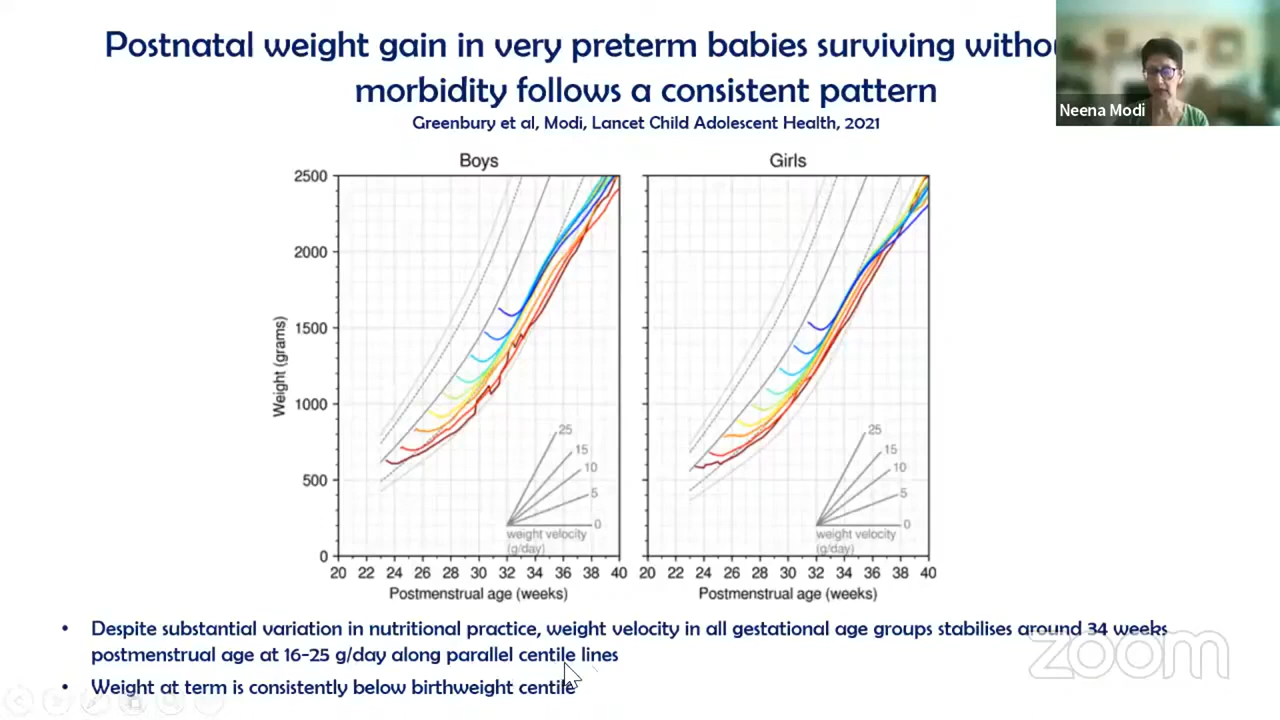 Postnatal weight gain in very preterm babies surviving
morbidity follows a consistent pattern
Greenbury et al, Modi, Lancet Child Adolescent Health, 2021
Neena Modi
Boys
Girls
2500
2000
1500
1000
500
0
Weight (grams)
25
15
10
5
0
weight velocity
(g/day)
25
15
10
5
0
weight velocity
(g/day)
20 22 24 26 28 30 32 34 36 38 40
20 22 24 26 28 30 32 34 36 38 40
Postmenstrual age (weeks)
Postmenstrual age (weeks)
• Despite substantial variation in nutritional practice, weight velocity in all gestational age groups stabilises around 34 weeks
postmenstrual age at 16-25 g/day along parallel centile lines
• Weight at term is consistently below birthweight centile
zoom